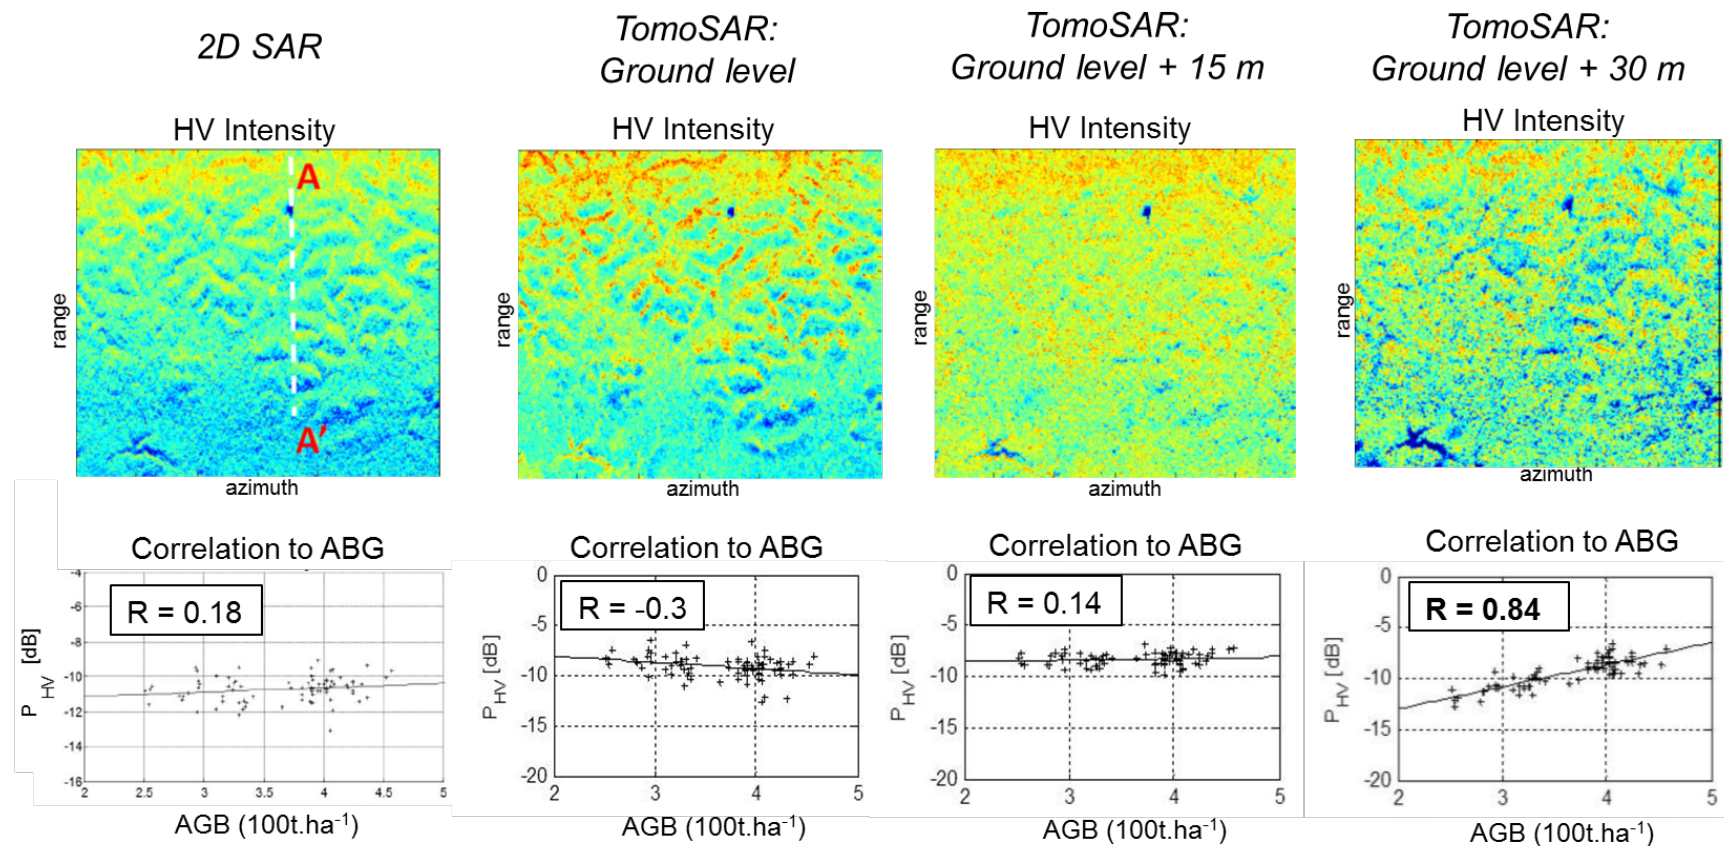 2D SAR
TomoSAR:
Ground level
TomoSAR:
Ground level + 15 m
TomoSAR:
Ground level + 30 m
HV Intensity
HV Intensity
HV Intensity
HV Intensity
A
A'
range
range
range
range
azimuth
azimuth
azimuth
azimuth
Correlation to ABG
Correlation to ABG
Correlation to ABG
Correlation to ABG
R = 0.18
R = -0.3
R = 0.14
R = 0.84
P_HV [dB]
-4
-6
-8
-10
-12
-14
-16
2 2.5 3 3.5 4 4.5 5
AGB (100t.ha⁻¹)
P_HV [dB]
0
-5
-10
-15
-20
2 3 4 5
AGB (100t.ha⁻¹)
P_HV [dB]
0
-5
-10
-15
-20
2 3 4 5
AGB (100t.ha⁻¹)
P_HV [dB]
0
-5
-10
-15
-20
2 3 4 5
AGB (100t.ha⁻¹)